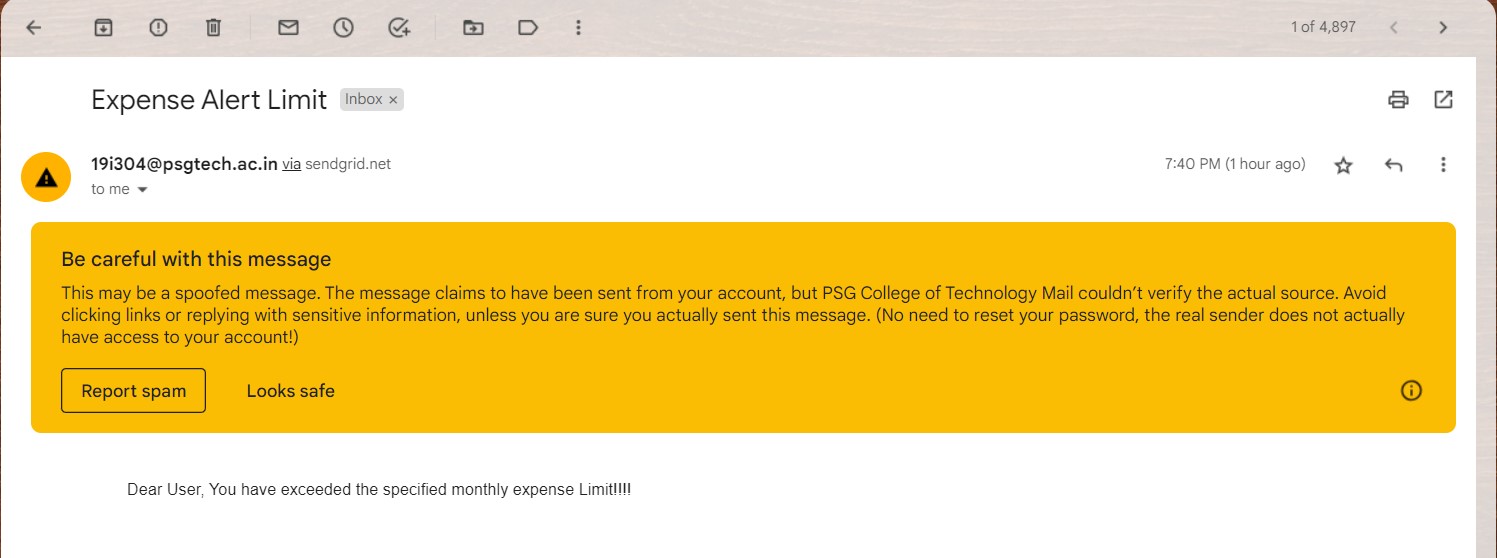 1 of 4,897
Expense Alert Limit Inbox ×
19i304@psgtech.ac.in via sendgrid.net 7:40 PM (1 hour ago)
to me
Be careful with this message
This may be a spoofed message. The message claims to have been sent from your account, but PSG College of Technology Mail couldn’t verify the actual source. Avoid
clicking links or replying with sensitive information, unless you are sure you actually sent this message. (No need to reset your password, the real sender does not actually
have access to your account!)
Report spam Looks safe
Dear User, You have exceeded the specified monthly expense Limit!!!!